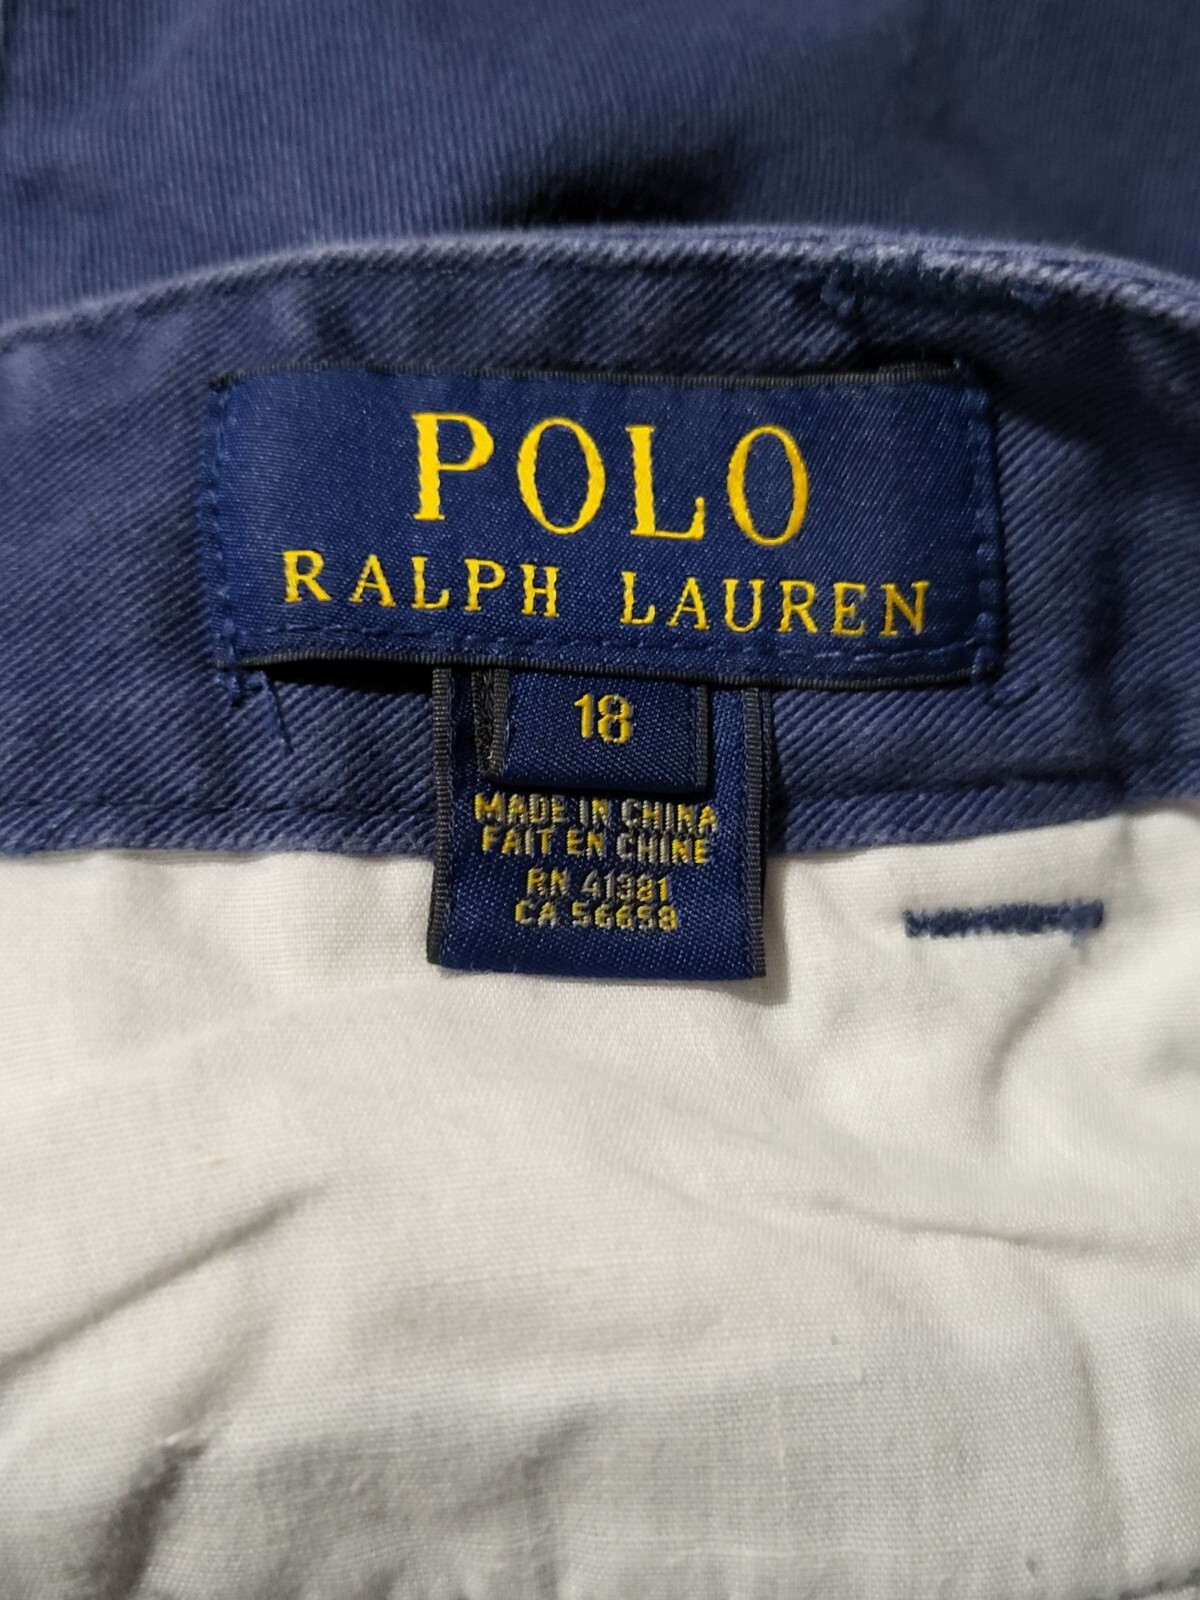 POLO
RALPH LAUREN
18
MADE IN CHINA
FAIT EN CHINE
RN 41381
CA 56658